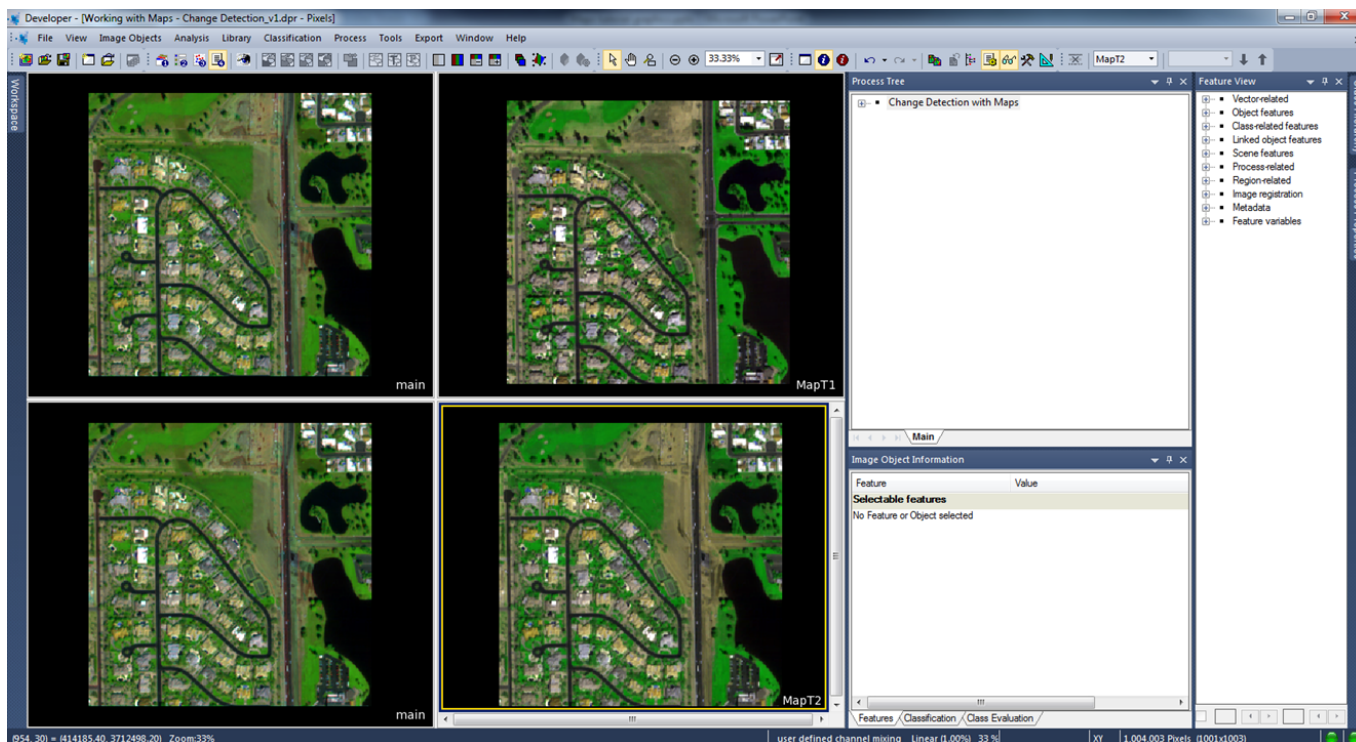 Developer - [Working with Maps - Change Detection_v1.dpr - Pixels]
File View Image Objects Analysis Library Classification Process Tools Export Window Help
33.33% MapT2
Workspace
main
MapT1
main
MapT2
Process Tree
Change Detection with Maps
Main
Image Object Information
Feature Value
Selectable features
No Feature or Object selected
Features Classification Class Evaluation
Feature View
Vector-related
Object features
Class-related features
Linked object features
Scene features
Process-related
Region-related
Image registration
Metadata
Feature variables
(954, 30) = (414185.40, 3712498.20) Zoom:33%
user defined channel mixing Linear (1.00%) 33 % XY 1,004,003 Pixels (1001x1003)